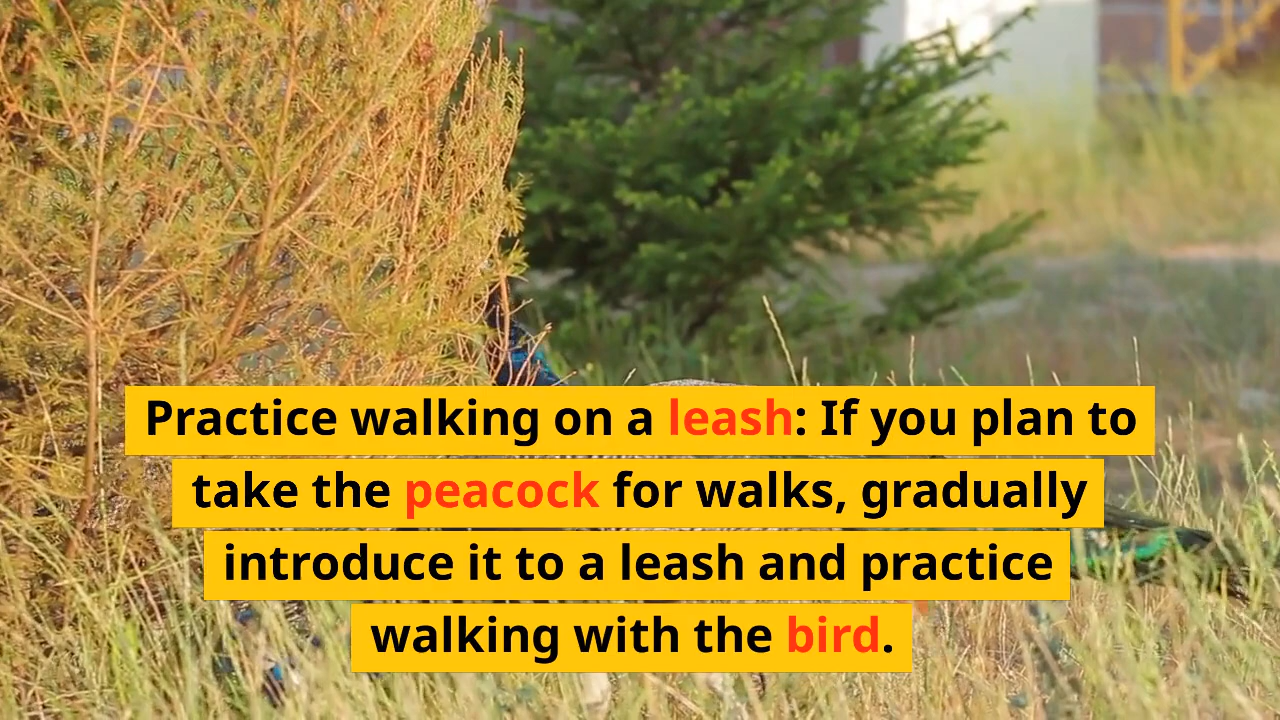 Practice walking on a leash: If you plan to
take the peacock for walks, gradually
introduce it to a leash and practice
walking with the bird.